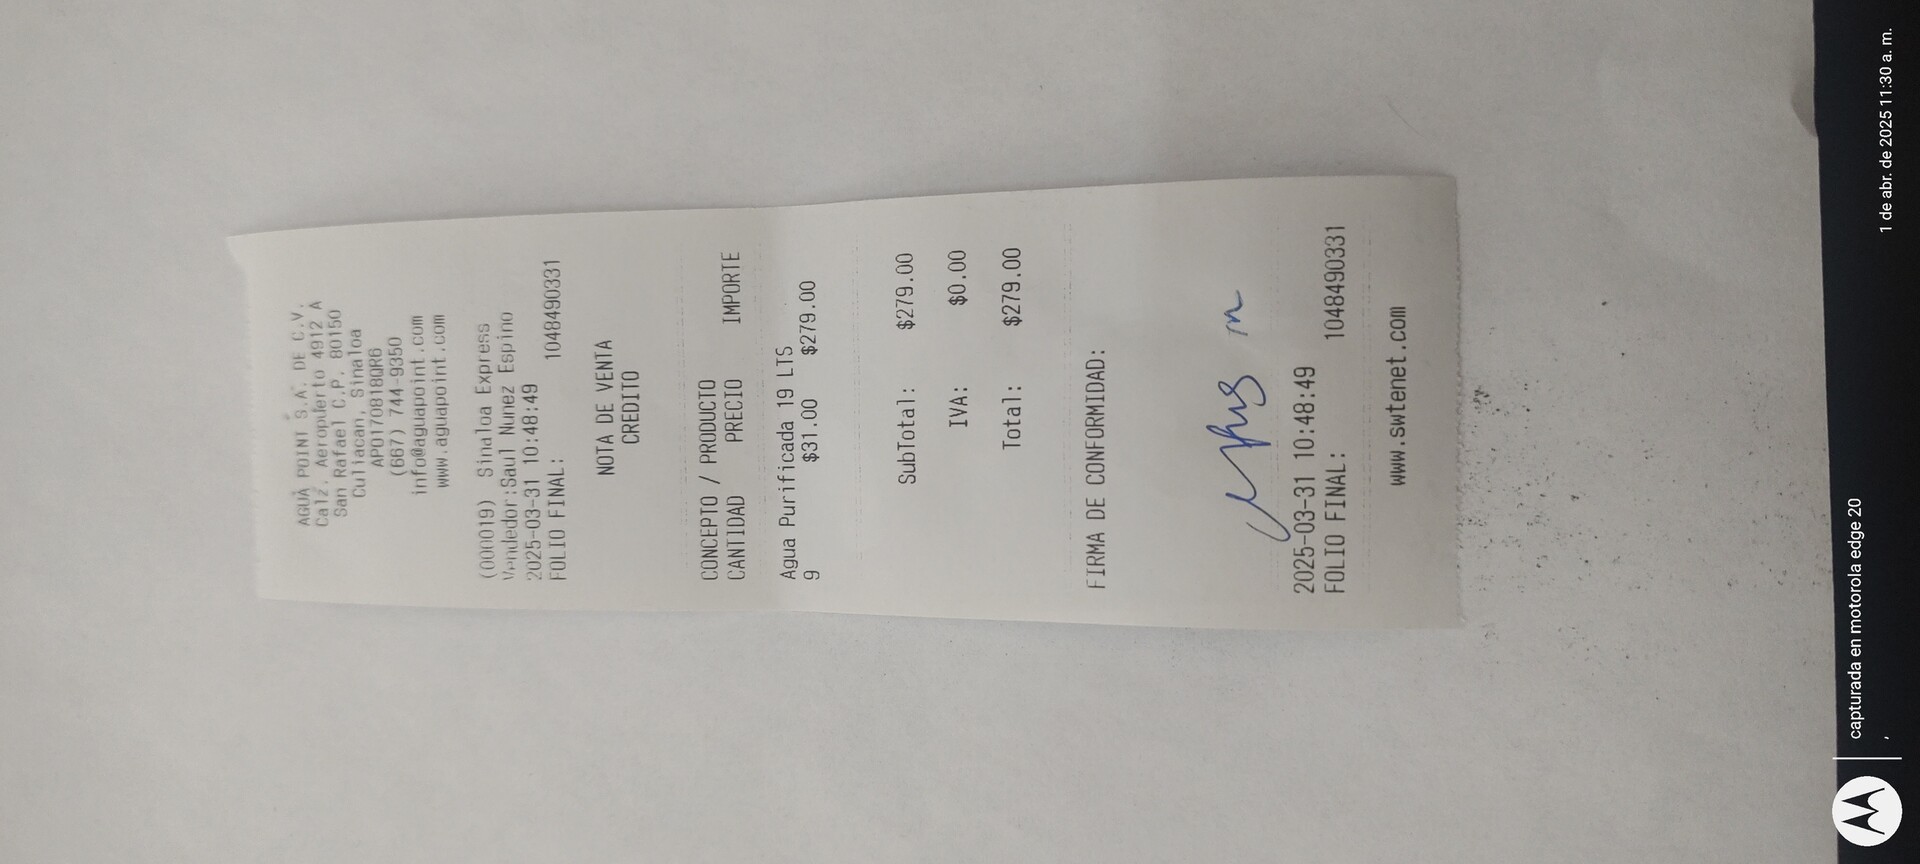 AGUA POINT S.A. DE C.V.
Calz. Aeropuerto 4912 A
San Rafael C.P. 80150
Culiacan, Sinaloa
APO170818QR6
(667) 744-9350
info@aguapoint.com
www.aguapoint.com
(000019) Sinaloa Express
Vendedor:Saul Nunez Espino
2025-03-31 10:48:49
FOLIO FINAL: 1048490331
NOTA DE VENTA
CREDITO
CONCEPTO / PRODUCTO
CANTIDAD PRECIO IMPORTE
Agua Purificada 19 LTS
9 $31.00 $279.00
SubTotal: $279.00
IVA: $0.00
Total: $279.00
FIRMA DE CONFORMIDAD:
2025-03-31 10:48:49
FOLIO FINAL: 1048490331
www.swtenet.com
capturada en motorola edge 20
,
1 de abr. de 2025 11:30 a. m.